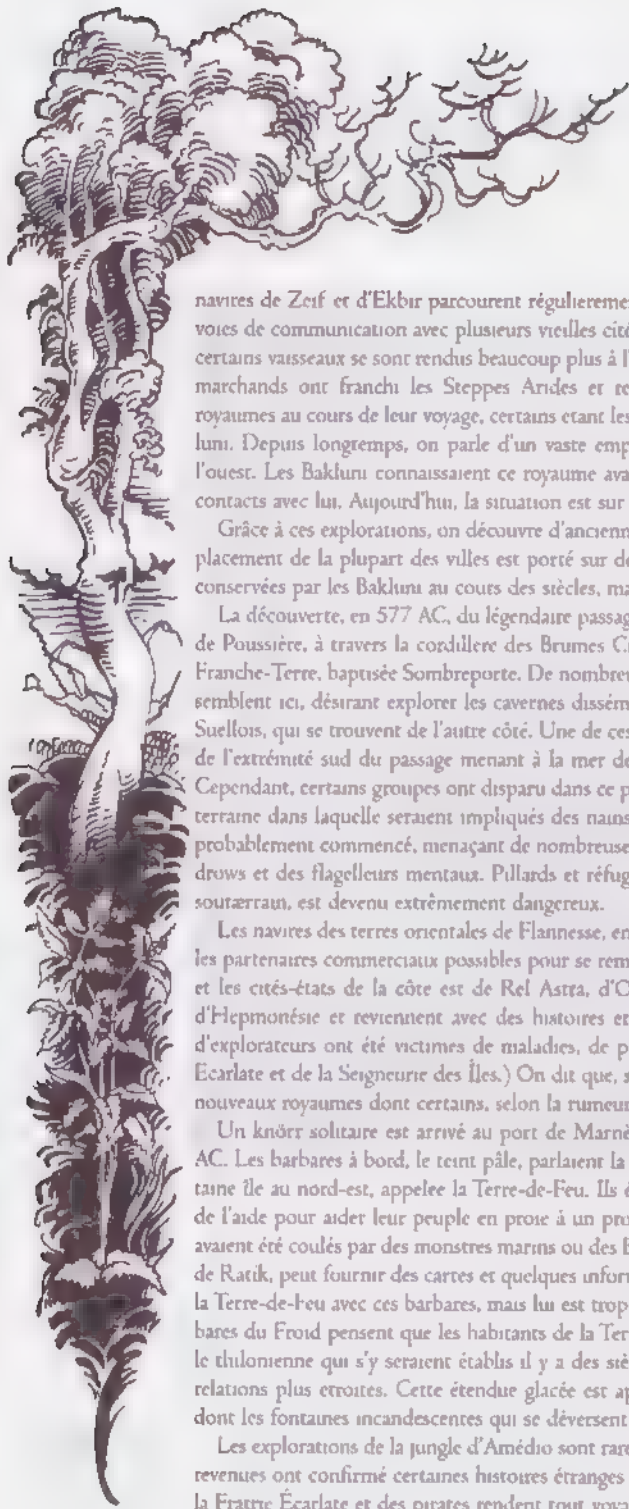 navires de Zeif et d'Ekbir parcourent régulièreme
voies de communication avec plusieurs vieilles cité
certains vaisseaux se sont rendus beaucoup plus à l'
marchands ont franchi les Steppes Arides et re
royaumes au cours de leur voyage, certains étant les
luni. Depuis longtemps, on parle d'un vaste emp
l'ouest. Les Bakluni connaissaient ce royaume ava
contacts avec lui. Aujourd'hui, la situation est sur
Grâce à ces explorations, on découvre d'ancienn
placement de la plupart des villes est porté sur de
conservées par les Bakluni au cours des siècles, ma
La découverte, en 577 AC, du légendaire passag
de Poussière, à travers la cordillère des Brumes C
Franche-Terre, baptisée Sombreporte. De nombreu
semblent ici, désirant explorer les cavernes dissém
Suellois, qui se trouvent de l'autre côté. Une de ces
de l'extrémité sud du passage menant à la mer de
Cependant, certains groupes ont disparu dans ce p
terraine dans laquelle seraient impliqués des nains
probablement commencé, menaçant de nombreuse
drows et des flagelleurs mentaux. Pillards et réfug
soutærrain, est devenu extrêmement dangereux.
Les navires des terres orientales de Flannesse, en
les partenaires commerciaux possibles pour se rem
et les cités-états de la côte est de Rel Astra, d'O
d'Hepmonésie et reviennent avec des histoires et
d'explorateurs ont été victimes de maladies, de p
Écarlate et de la Seigneurie des Îles.) On dit que, s
nouveaux royaumes dont certains, selon la rumeur
Un knörr solitaire est arrivé au port de Marnè
AC. Les barbares à bord, le teint pâle, parlaient la
taine île au nord-est, appelée la Terre-de-Feu. Ils é
de l'aide pour aider leur peuple en proie à un pro
avaient été coulés par des monstres marins ou des B
de Ratik, peut fournir des cartes et quelques inform
la Terre-de-Feu avec ces barbares, mais lui est trop
bares du Froid pensent que les habitants de la Ter
le thilonienne qui s'y seraient établis il y a des siè
relations plus étroites. Cette étendue glacée est ap
dont les fontaines incandescentes qui se déversent
Les explorations de la jungle d'Amédio sont rare
revenues ont confirmé certaines histoires étranges
la Fratrie Écarlate et des pirates rendent tout voy